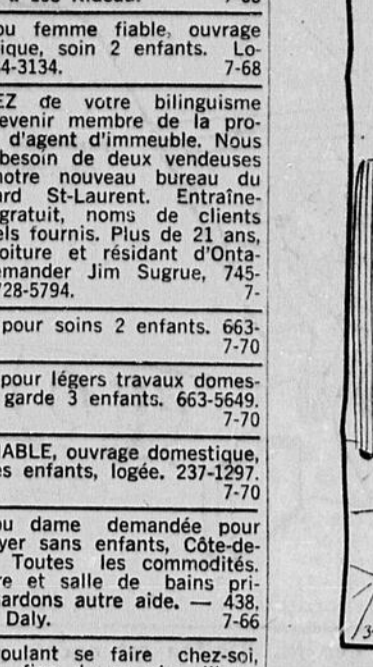 ou femme fiable, ouvrage
ique, soin 2 enfants. Lo-
4-3134. 7-68
EZ de votre bilinguisme
evenir membre de la pro-
d'agent d'immeuble. Nous
besoin de deux vendeuses
notre nouveau bureau du
ard St-Laurent. Entraîne-
gratuit, noms de clients
els fournis. Plus de 21 ans,
oiture et résidant d'Onta-
emander Jim Sugrue, 745-
728-5794. 7-
pour soins 2 enfants. 663-
7-70
pour légers travaux domes-
garde 3 enfants. 663-5649.
7-70
IABLE, ouvrage domestique,
es enfants, logée. 237-1297.
7-70
ou dame demandée pour
yer sans enfants, Côte-de-
Toutes les commodités.
re et salle de bains pri-
ardons autre aide. — 438,
Daly. 7-66
oulant se faire chez-soi,